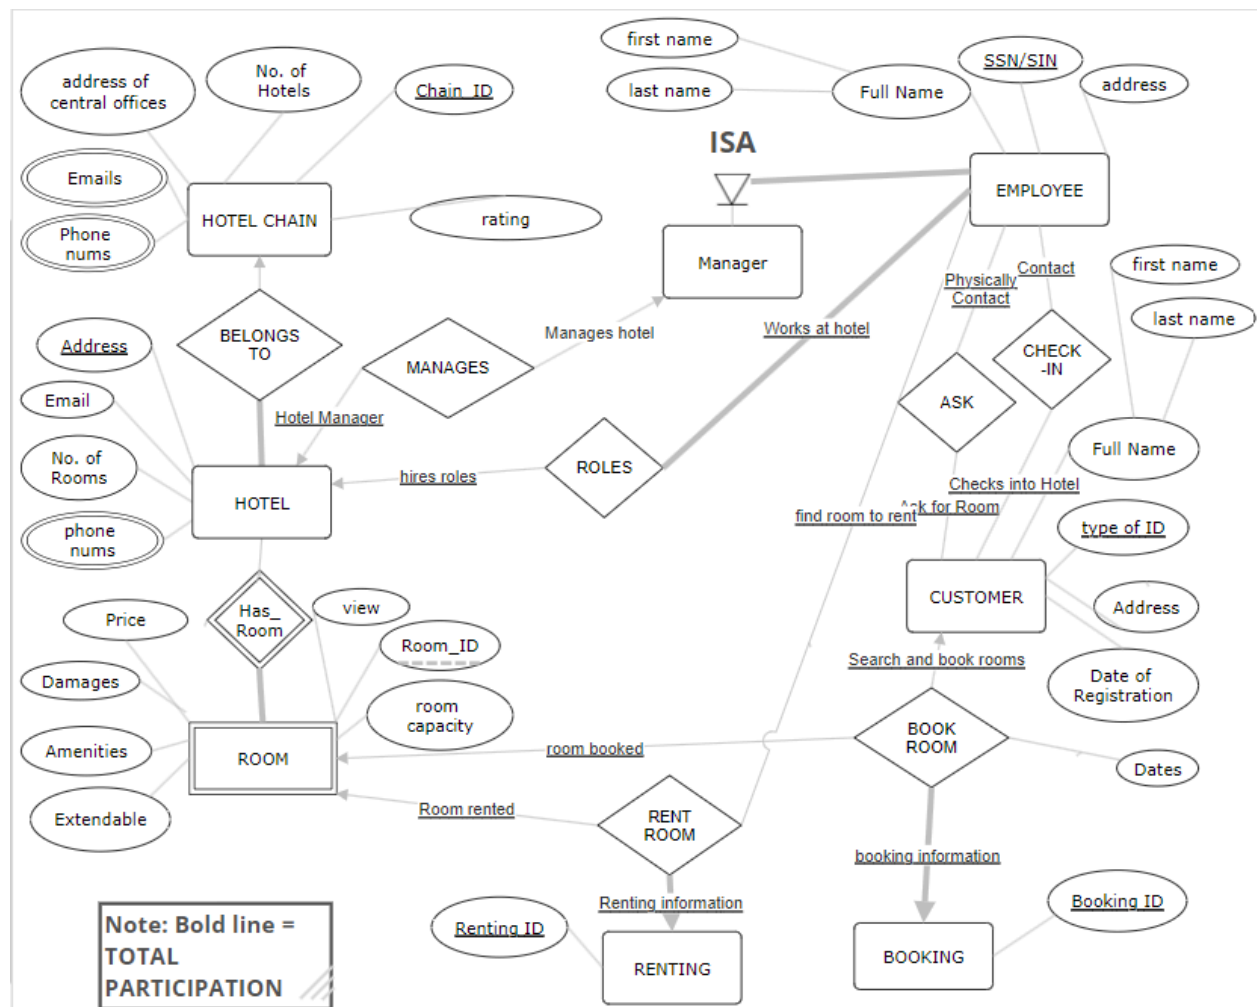 first name
SSN/SIN
No. of
Hotels
address of
central offices
Chain_ID
last name
Full Name
address
ISA
Emails
EMPLOYEE
HOTEL CHAIN
rating
Phone
nums
Manager
first name
Contact
Physically
Contact
last name
Address
BELONGS
TO
Manages hotel
Works at hotel
CHECK
-IN
MANAGES
Email
ASK
Hotel Manager
Full Name
No. of
Rooms
ROLES
hires roles
Checks into Hotel
HOTEL
find room to rent
Ask for Room
type of ID
phone
nums
CUSTOMER
Address
view
Has_
Room
Price
Room_ID
Search and book rooms
Damages
Date of
Registration
room
capacity
BOOK
ROOM
Amenities
ROOM
room booked
Dates
Extendable
Room rented
RENT
ROOM
booking information
Renting information
Booking ID
Note: Bold line =
TOTAL
PARTICIPATION
Renting ID
RENTING
BOOKING